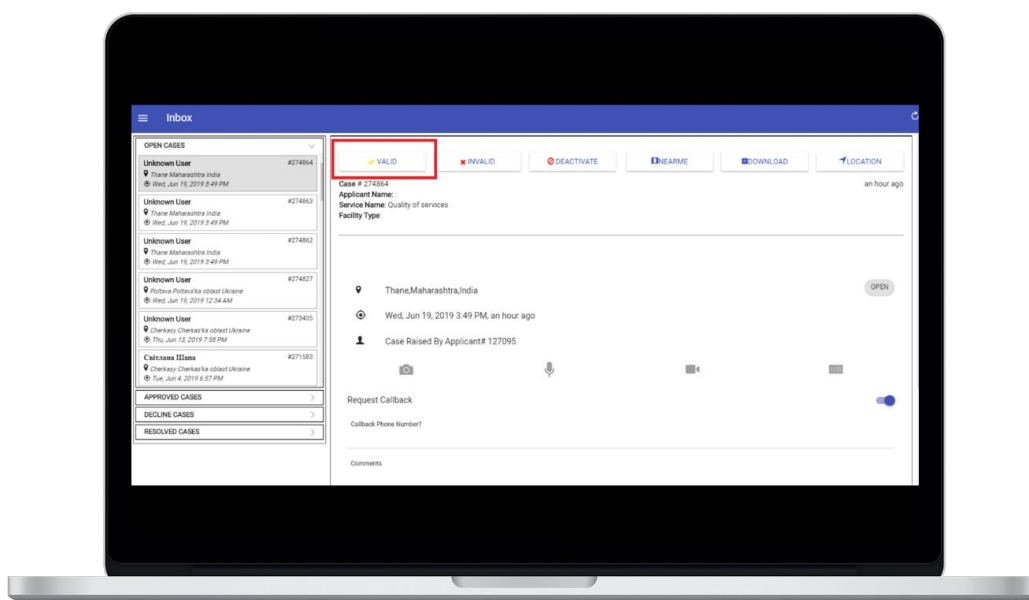 Inbox
OPEN CASES
Unknown User #274864
Thane Maharashtra India
Wed, Jun 19, 2019 3:49 PM
Unknown User #274863
Thane Maharashtra India
Wed, Jun 19, 2019 3:49 PM
Unknown User #274862
Thane Maharashtra India
Wed, Jun 19, 2019 3:49 PM
Unknown User #274827
Poltava Poltavs'ka oblast Ukraine
Wed, Jun 19, 2019 12:34 AM
Unknown User #273435
Cherkasy Cherkas'ka oblast Ukraine
Thu, Jun 13, 2019 7:58 PM
Світлана Шапа #271583
Cherkasy Cherkas'ka oblast Ukraine
Tue, Jun 4, 2019 6:57 PM
APPROVED CASES
DECLINE CASES
RESOLVED CASES
VALID INVALID DEACTIVATE NEARME DOWNLOAD LOCATION
Case # 274864 an hour ago
Applicant Name: :
Service Name: Quality of services
Facility Type:
Thane,Maharashtra,India OPEN
Wed, Jun 19, 2019 3:49 PM, an hour ago
Case Raised By Applicant# 127095
Request Callback
Callback Phone Number?
Comments